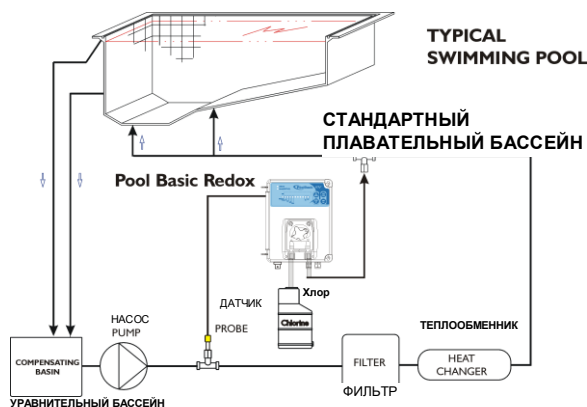 TYPICAL
SWIMMING POOL
СТАНДАРТНЫЙ
ПЛАВАТЕЛЬНЫЙ БАССЕЙН
Pool Basic Redox
Хлор
ДАТЧИК
PROBE
Chlorine
НАСОС
PUMP
ТЕПЛООБМЕННИК
COMPENSATING
BASIN
FILTER
HEAT
CHANGER
ФИЛЬТР
УРАВНИТЕЛЬНЫЙ БАССЕЙН